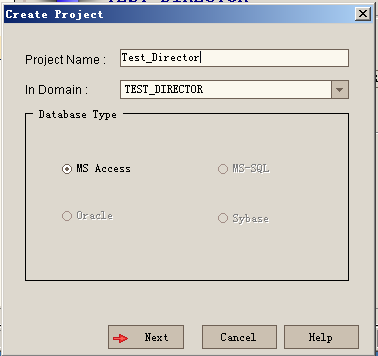 Create Project
Project Name : Test_Director
In Domain : TEST_DIRECTOR
Database Type
MS Access MS-SQL
Oracle Sybase
Next Cancel Help